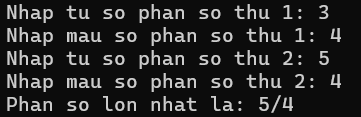 Nhap tu so phan so thu 1: 3
Nhap mau so phan so thu 1: 4
Nhap tu so phan so thu 2: 5
Nhap mau so phan so thu 2: 4
Phan so lon nhat la: 5/4